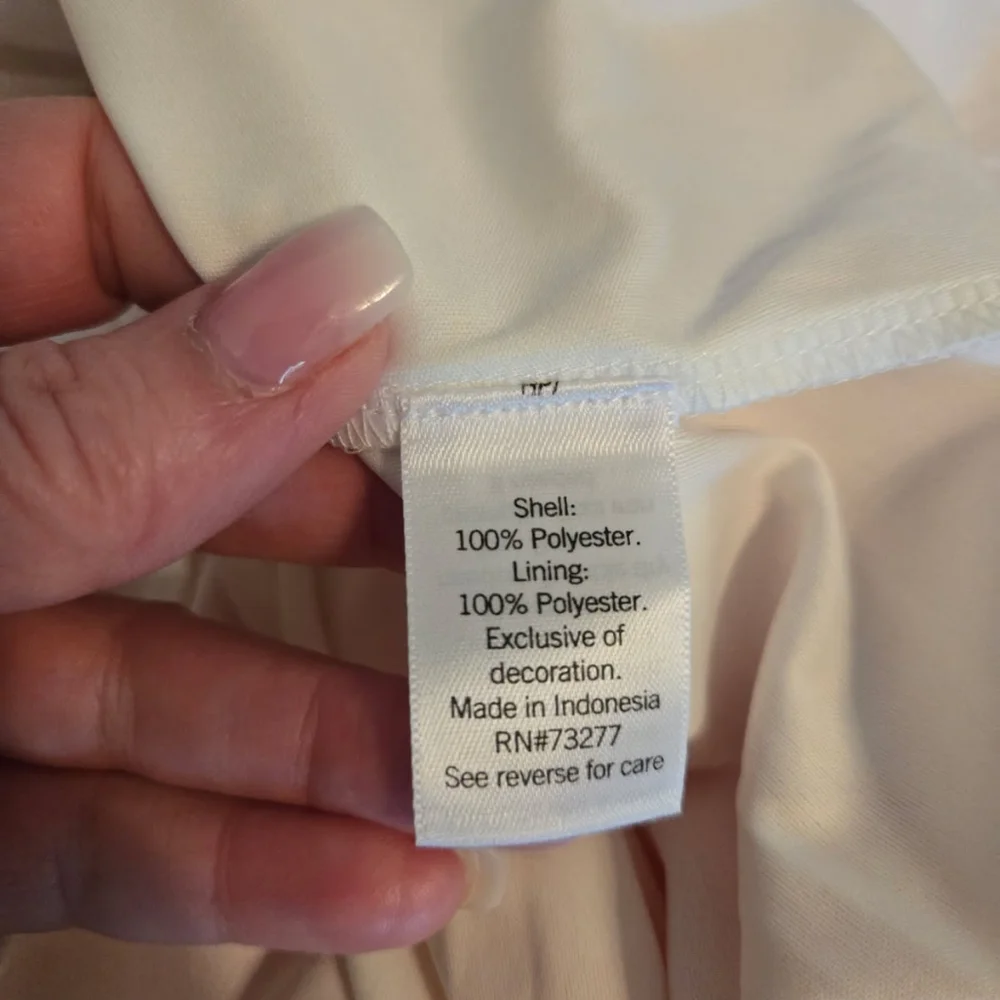 Shell:
100% Polyester.
Lining:
100% Polyester.
Exclusive of
decoration.
Made in Indonesia
RN#73277
See reverse for care